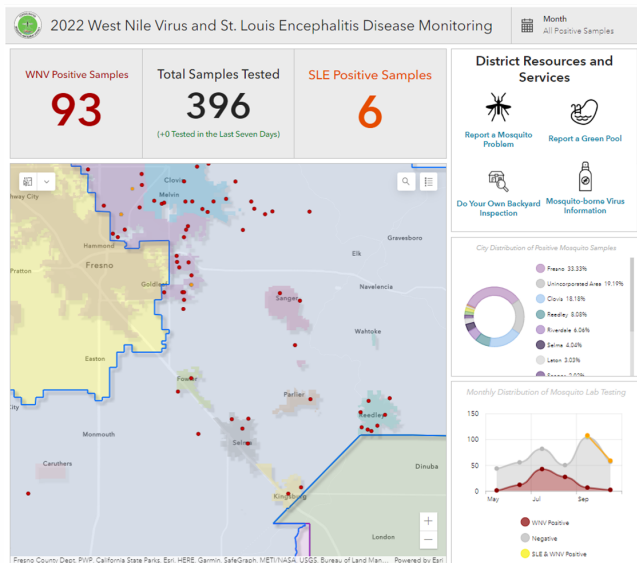 2022 West Nile Virus and St. Louis Encephalitis Disease Monitoring
Month
All Positive Samples
WNV Positive Samples
93
Total Samples Tested
396
(+0 Tested in the Last Seven Days)
SLE Positive Samples
6
District Resources and
Services
Report a Mosquito
Problem
Report a Green Pool
Do Your Own Backyard
Inspection
Mosquito-borne Virus
Information
hway City
Clovis
Malvin
Hammond
Fresno
Pratton
Goldle
Gravesboro
Elk
Navelencia
Sanger
Wahtoke
Easton
Fowler
Parlier
Reedley
City
Monmouth
Selma
Caruthers
Dinuba
Kingsburg
London
+
−
Fresno County Dept. PWP, California State Parks, Esri, HERE, Garmin, SafeGraph, METI/NASA, USGS, Bureau of Land Man... Powered by Esri
City Distribution of Positive Mosquito Samples
Fresno 33.33%
Unincorporated Area 19.19%
Clovis 18.18%
Reedley 8.08%
Riverdale 6.06%
Selma 4.04%
Laton 3.03%
Monthly Distribution of Mosquito Lab Testing
150
100
50
0
May Jul Sep
WNV Positive
Negative
SLE & WNV Positive